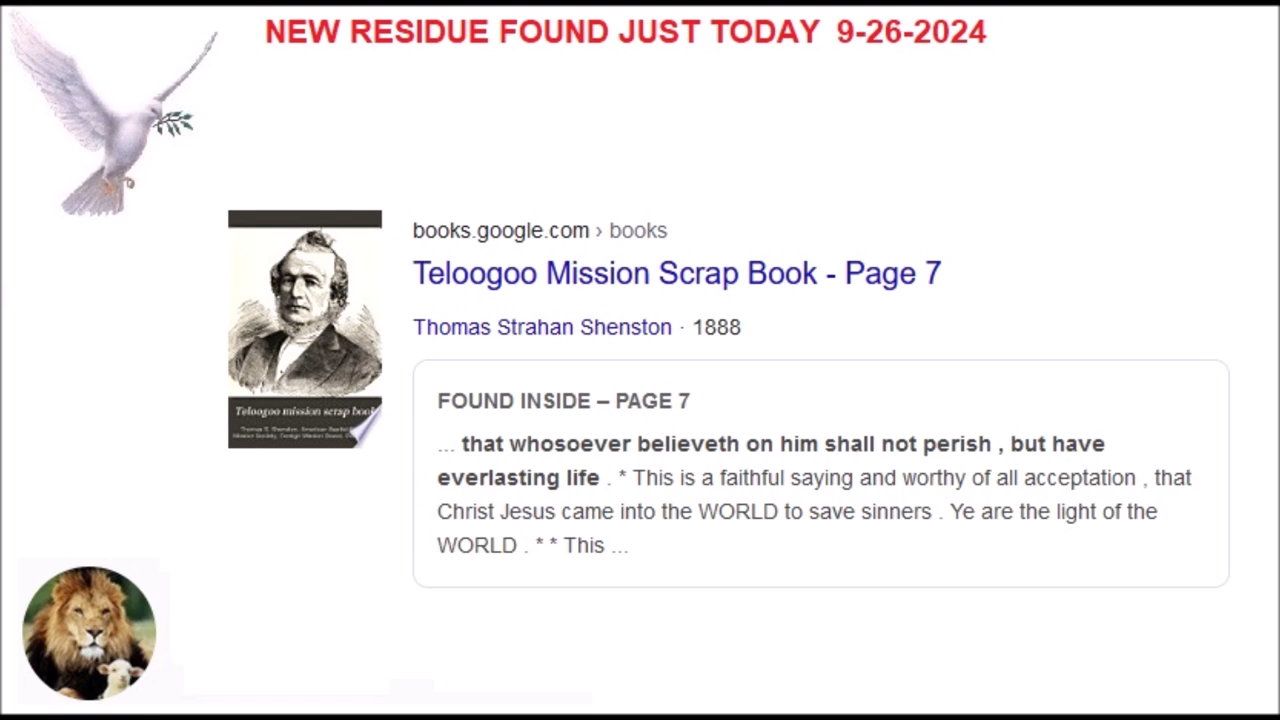 NEW RESIDUE FOUND JUST TODAY 9-26-2024
books.google.com › books
Teloogoo Mission Scrap Book - Page 7
Thomas Strahan Shenston · 1888
FOUND INSIDE – PAGE 7
... that whosoever believeth on him shall not perish , but have
everlasting life . * This is a faithful saying and worthy of all acceptation , that
Christ Jesus came into the WORLD to save sinners . Ye are the light of the
WORLD . * * This ...
Teloogoo mission scrap book